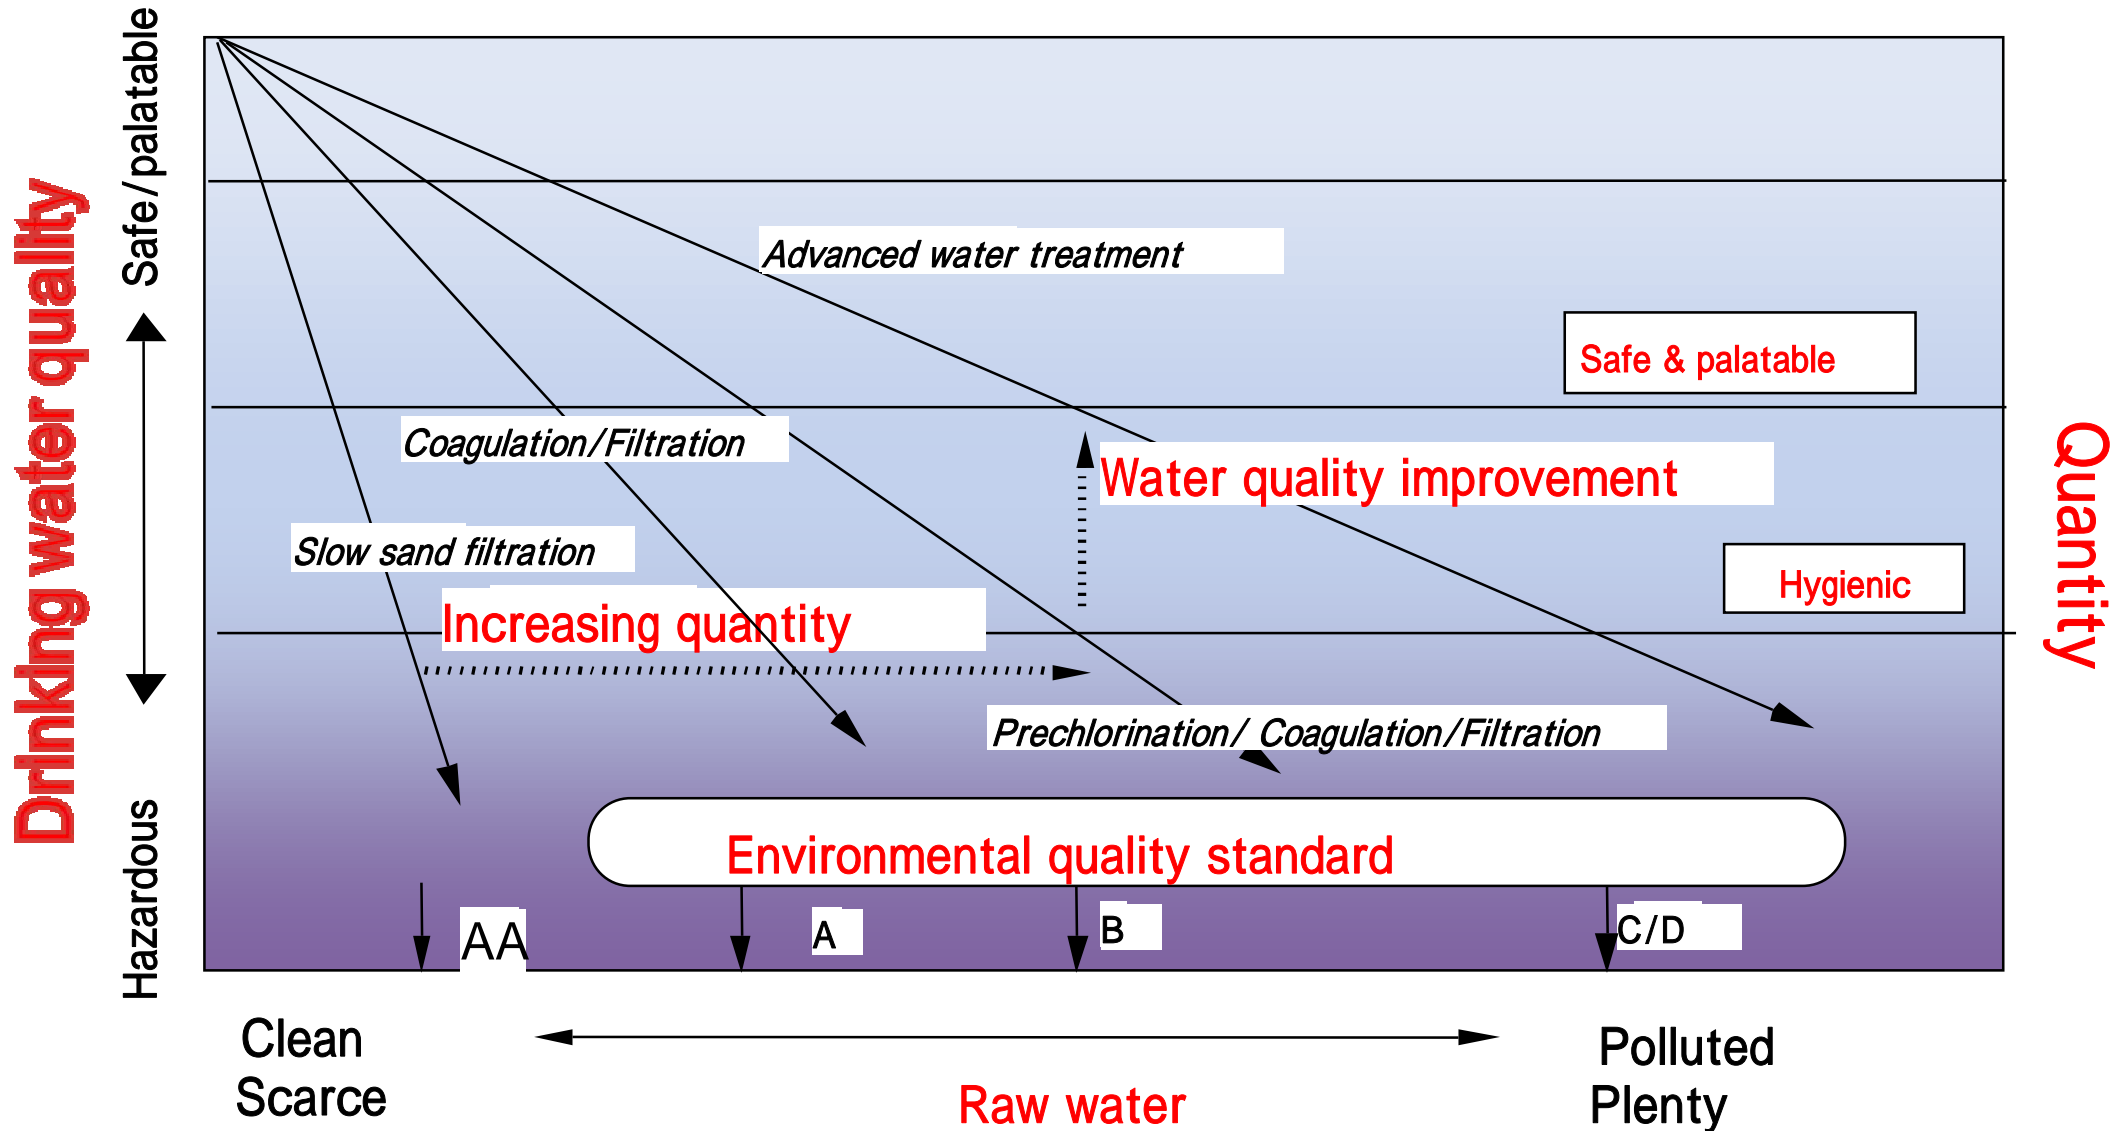 Drinking water quality
Safe/palatable
Hazardous
Advanced water treatment
Safe & palatable
Coagulation/Filtration
Water quality improvement
Slow sand filtration
Hygienic
Increasing quantity
Quantity
Prechlorination/ Coagulation/Filtration
Environmental quality standard
AA
A
B
C/D
Clean
Scarce
Raw water
Polluted
Plenty